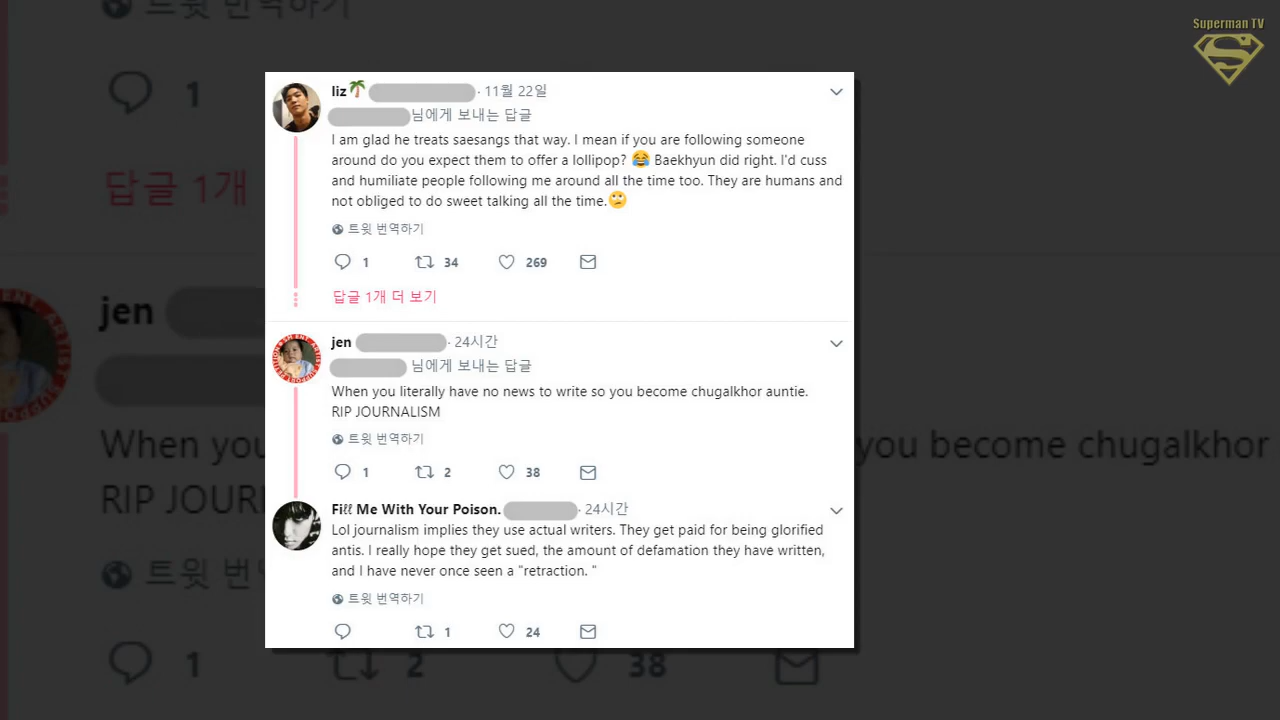 트윗 번역하기
1
답글 1개
jen
When you
RIP JOUR
트윗 번
1
2
38
you become chugalkhor
Superman TV
liz🌴 · 11월 22일
님에게 보내는 답글
I am glad he treats saesangs that way. I mean if you are following someone
around do you expect them to offer a lollipop? 😂 Baekhyun did right. I'd cuss
and humiliate people following me around all the time too. They are humans and
not obliged to do sweet talking all the time.🙄
트윗 번역하기
1 34 269
답글 1개 더 보기
jen · 24시간
님에게 보내는 답글
When you literally have no news to write so you become chugalkhor auntie.
RIP JOURNALISM
트윗 번역하기
1 2 38
Fiℓℓ Me With Your Poison. · 24시간
Lol journalism implies they use actual writers. They get paid for being glorified
antis. I really hope they get sued, the amount of defamation they have written,
and I have never once seen a "retraction. "
트윗 번역하기
1 24